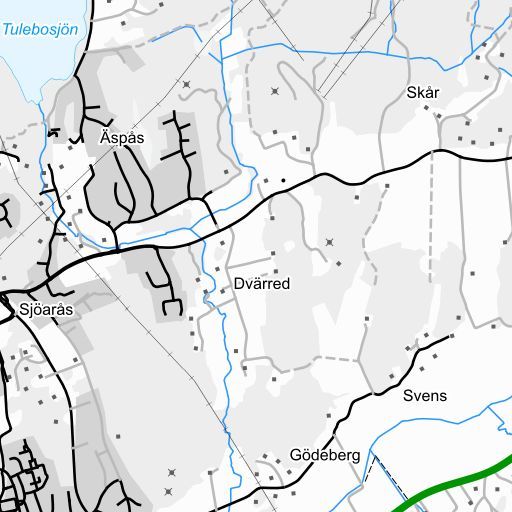 Tulebosjön
Skår
Äspås
Dvärred
Sjöarås
Svens
Gödeberg